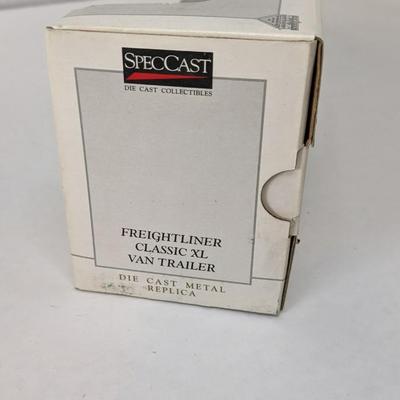 SPECCAST
DIE CAST COLLECTIBLES
FREIGHTLINER
CLASSIC XL
VAN TRAILER
DIE CAST METAL
REPLICA